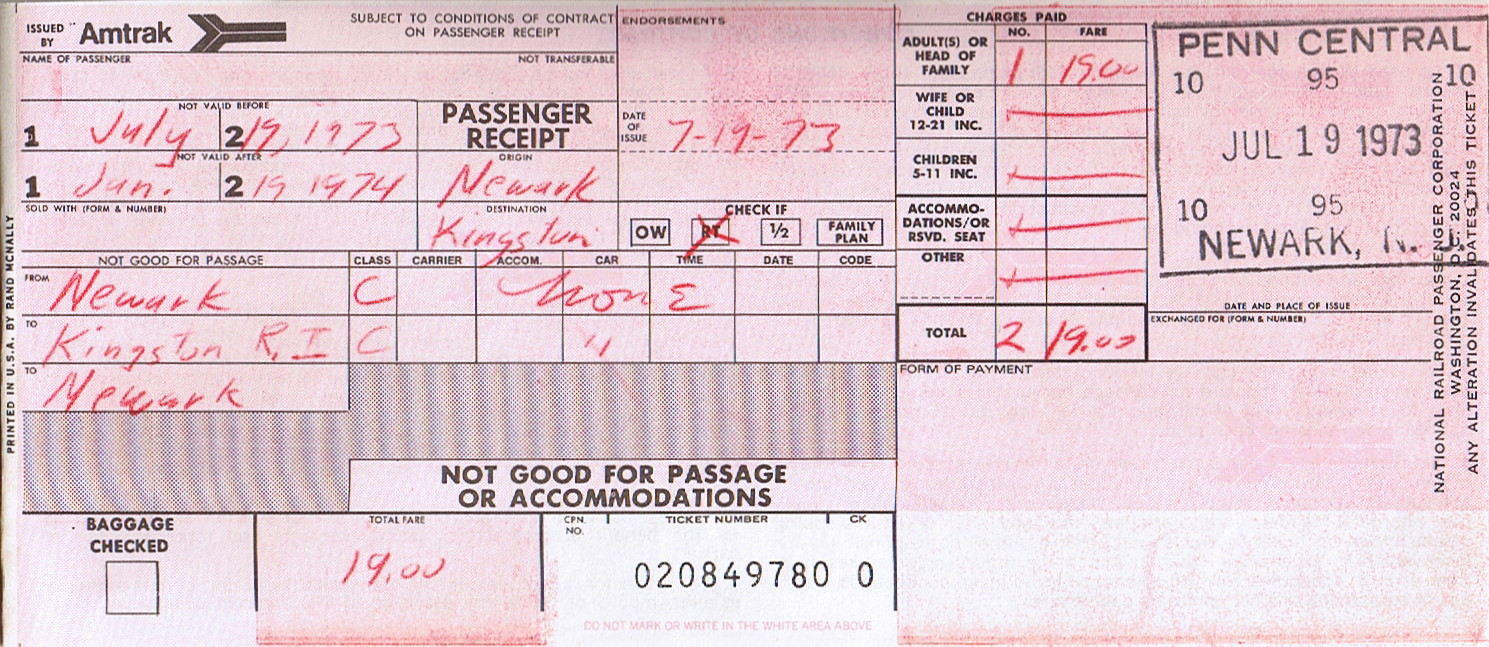 ISSUED BY Amtrak
SUBJECT TO CONDITIONS OF CONTRACT
ON PASSENGER RECEIPT
NAME OF PASSENGER
NOT TRANSFERABLE
NOT VALID BEFORE
1 July 2 19, 1973
NOT VALID AFTER
1 Jan. 2 19 1974
SOLD WITH (FORM & NUMBER)
PASSENGER
RECEIPT
ORIGIN
Newark
DESTINATION
Kingston
ENDORSEMENTS
DATE OF ISSUE 7-19-73
CHECK IF
OW RT 1/2 FAMILY PLAN
NOT GOOD FOR PASSAGE CLASS CARRIER ACCOM. CAR TIME DATE CODE
FROM Newark C None
TO Kingston R.I C
TO Newark
NOT GOOD FOR PASSAGE
OR ACCOMMODATIONS
BAGGAGE
CHECKED
TOTAL FARE
19.00
CPN. NO. TICKET NUMBER CK
020849780 0
DO NOT MARK OR WRITE IN THE WHITE AREA ABOVE
CHARGES PAID
NO. FARE
ADULT(S) OR HEAD OF FAMILY 1 19.00
WIFE OR CHILD 12-21 INC.
CHILDREN 5-11 INC.
ACCOMMO-DATIONS/OR RSVD. SEAT
OTHER
TOTAL 2 19.00
FORM OF PAYMENT
PENN CENTRAL
10 95 10
JUL 19 1973
10 95
NEWARK, N. J.
DATE AND PLACE OF ISSUE
EXCHANGED FOR (FORM & NUMBER)
NATIONAL RAILROAD PASSENGER CORPORATION
WASHINGTON, D.C. 20024
ANY ALTERATION INVALIDATES THIS TICKET
PRINTED IN U.S.A. BY RAND MCNALLY